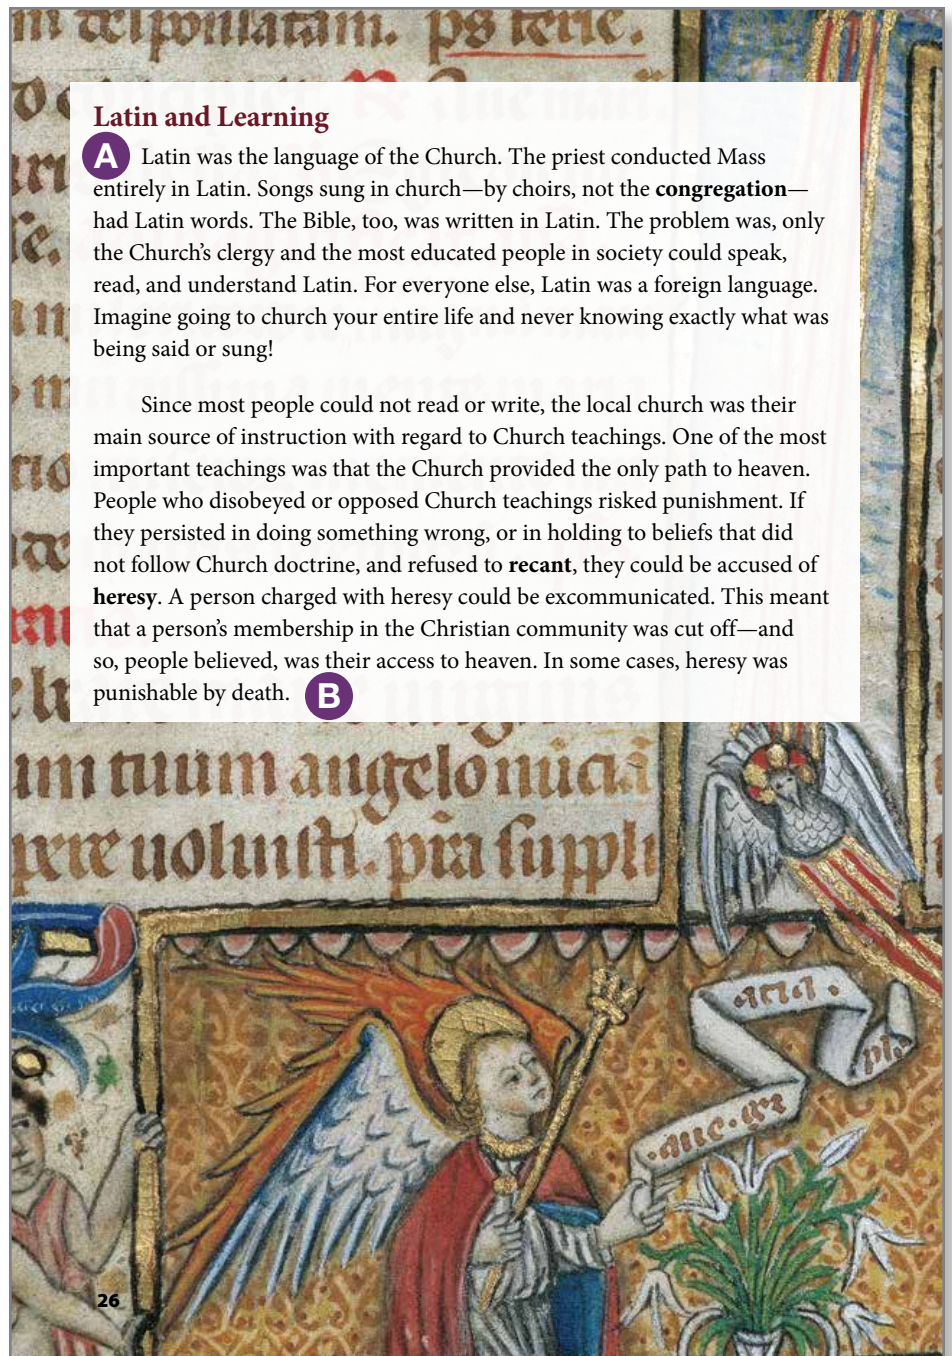 ps terie.
Latin and Learning
A Latin was the language of the Church. The priest conducted Mass
entirely in Latin. Songs sung in church—by choirs, not the congregation—
had Latin words. The Bible, too, was written in Latin. The problem was, only
the Church’s clergy and the most educated people in society could speak,
read, and understand Latin. For everyone else, Latin was a foreign language.
Imagine going to church your entire life and never knowing exactly what was
being said or sung!
Since most people could not read or write, the local church was their
main source of instruction with regard to Church teachings. One of the most
important teachings was that the Church provided the only path to heaven.
People who disobeyed or opposed Church teachings risked punishment. If
they persisted in doing something wrong, or in holding to beliefs that did
not follow Church doctrine, and refused to recant, they could be accused of
heresy. A person charged with heresy could be excommunicated. This meant
that a person’s membership in the Christian community was cut off—and
so, people believed, was their access to heaven. In some cases, heresy was
punishable by death. B
tuum angelo
uoluisti. pra suppli
26